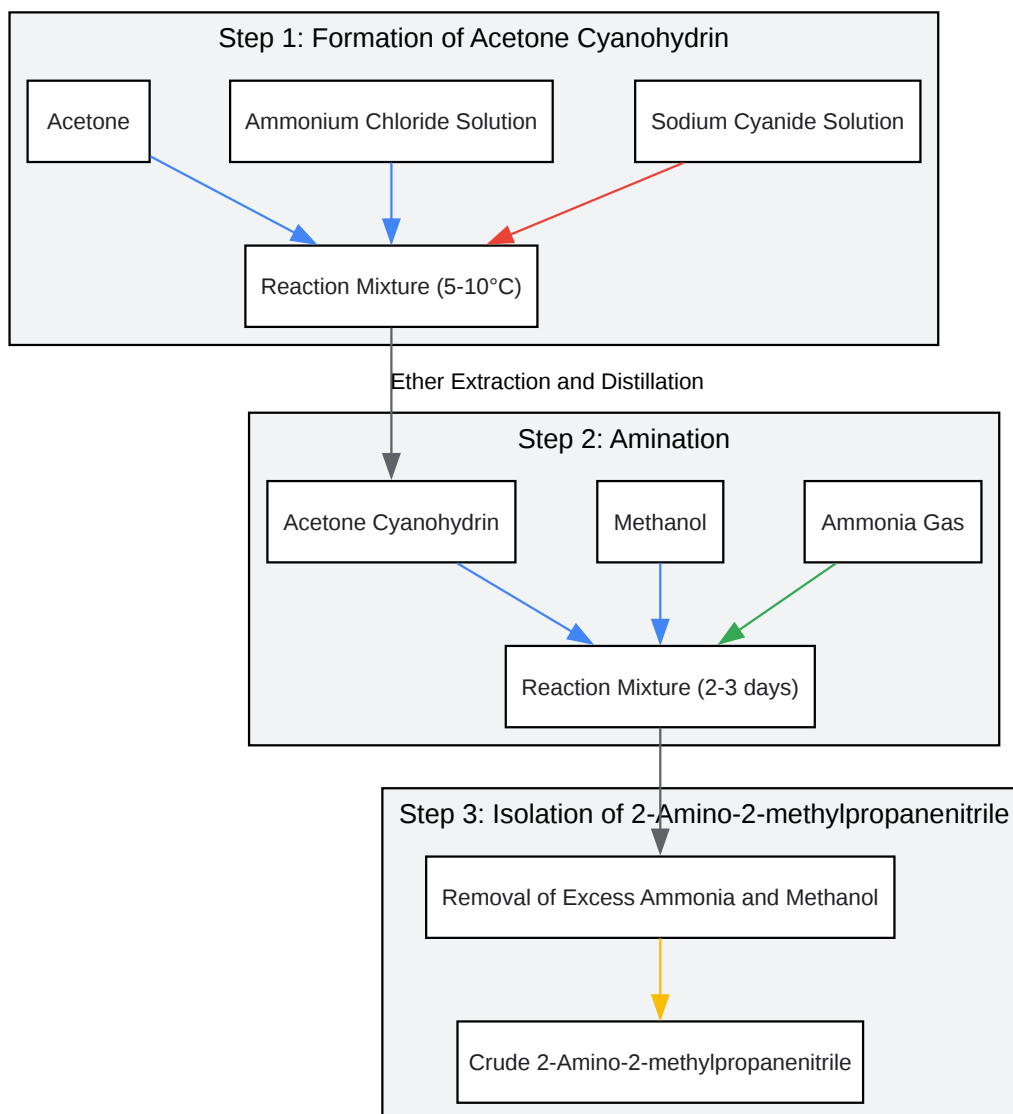 Step 1: Formation of Acetone Cyanohydrin
Acetone
Ammonium Chloride Solution
Sodium Cyanide Solution
Reaction Mixture (5-10°C)
Ether Extraction and Distillation
Step 2: Amination
Acetone Cyanohydrin
Methanol
Ammonia Gas
Reaction Mixture (2-3 days)
Step 3: Isolation of 2-Amino-2-methylpropanenitrile
Removal of Excess Ammonia and Methanol
Crude 2-Amino-2-methylpropanenitrile